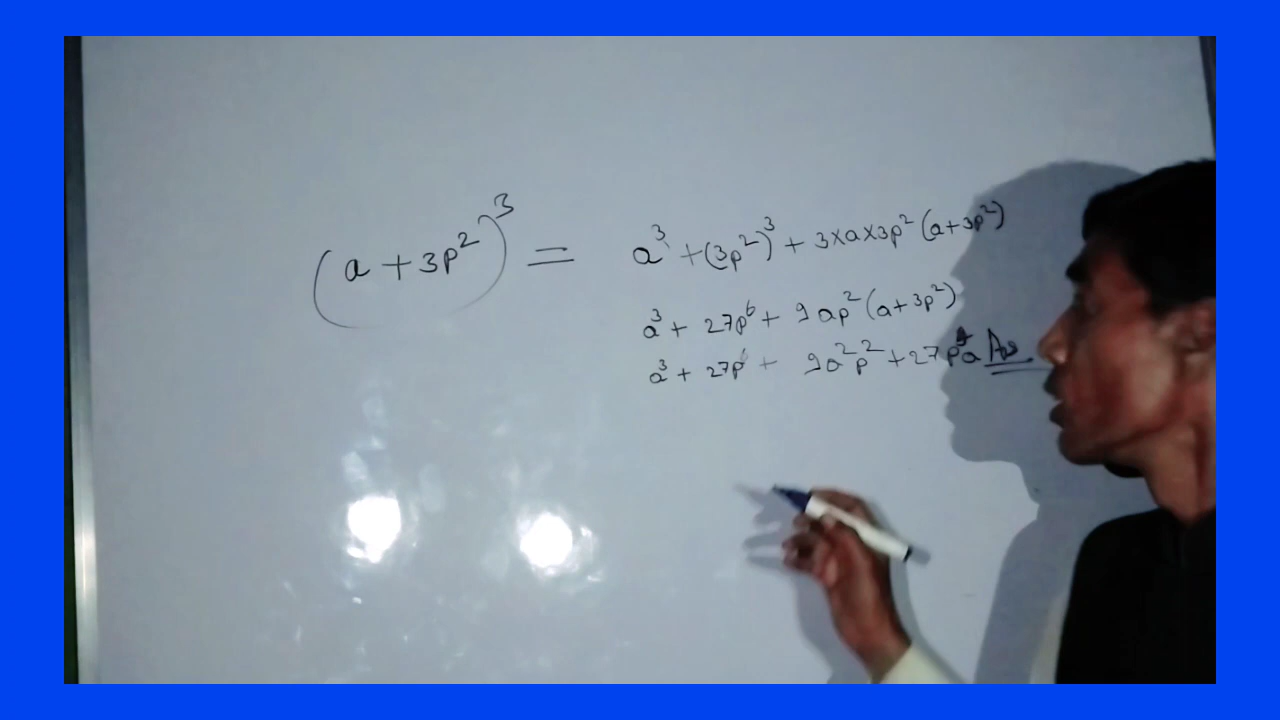 (a + 3p²)³ = a³ + (3p²)³ + 3×a×3p² (a+3p²)
a³ + 27p⁶ + 9ap² (a+3p²)
a³ + 27p⁶ + 9a²p² + 27p⁴a Ans